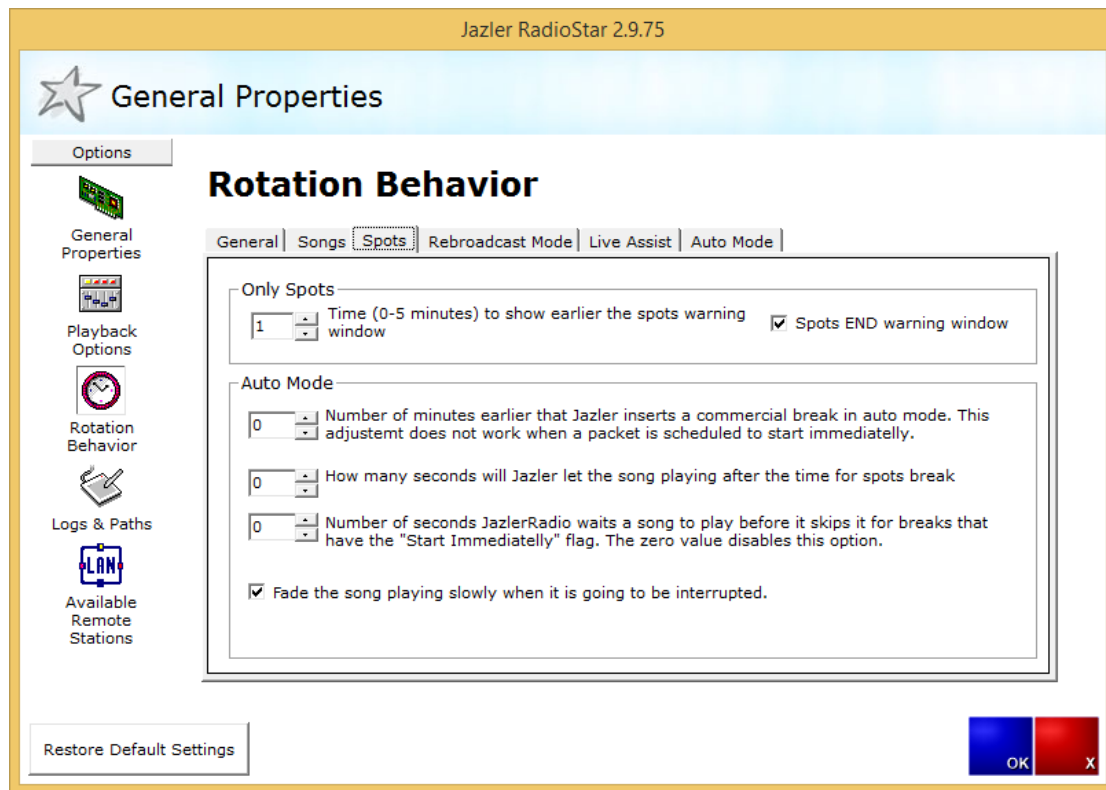 Jazler RadioStar 2.9.75
General Properties
Options
General
Properties
Playback
Options
Rotation
Behavior
Logs & Paths
LAN
Available
Remote
Stations
Rotation Behavior
General Songs Spots Rebroadcast Mode Live Assist Auto Mode
Only Spots
1
Time (0-5 minutes) to show earlier the spots warning
window
Spots END warning window
Auto Mode
0
Number of minutes earlier that Jazler inserts a commercial break in auto mode. This
adjustemt does not work when a packet is scheduled to start immediatelly.
0
How many seconds will Jazler let the song playing after the time for spots break
0
Number of seconds JazlerRadio waits a song to play before it skips it for breaks that
have the "Start Immediatelly" flag. The zero value disables this option.
Fade the song playing slowly when it is going to be interrupted.
Restore Default Settings
OK
X